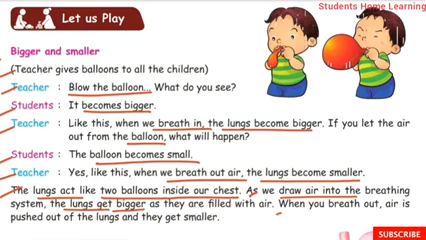 Students Home Learning
Let us Play
Bigger and smaller
(Teacher gives balloons to all the children)
Teacher : Blow the balloon... What do you see?
Students : It becomes bigger.
Teacher : Like this, when we breath in, the lungs become bigger. If you let the air
out from the balloon, what will happen?
Students : The balloon becomes small.
Teacher : Yes, like this, when we breath out air, the lungs become smaller.
The lungs act like two balloons inside our chest. As we draw air into the breathing
system, the lungs get bigger as they are filled with air. When you breath out, air is
pushed out of the lungs and they get smaller.
SUBSCRIBE